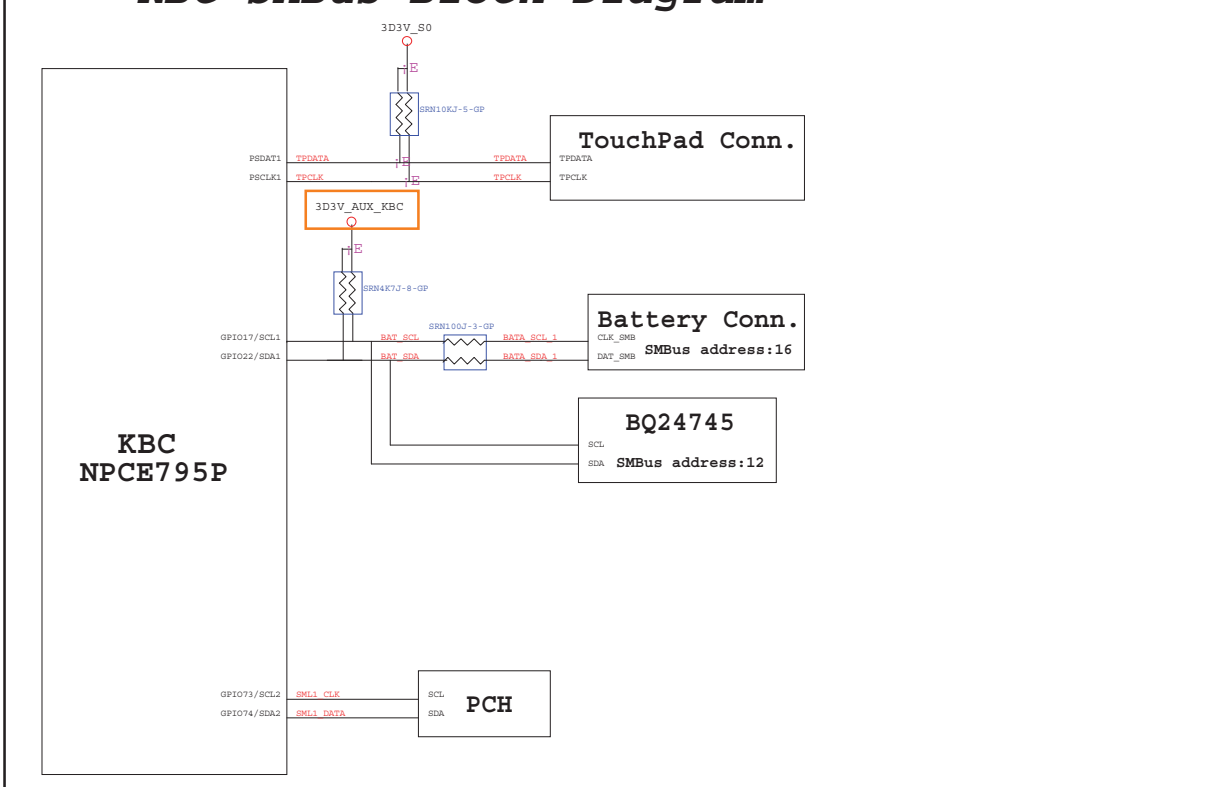 KBC SMBus Block Diagram
3D3V_S0
SRN10KJ-5-GP
TouchPad Conn.
PSDAT1 TPDATA TPDATA TPDATA
PSCLK1 TPCLK TPCLK TPCLK
3D3V_AUX_KBC
SRN4K7J-8-GP
SRN100J-3-GP
Battery Conn.
GPIO17/SCL1 BAT_SCL BATA_SCL_1 CLK_SMB
SMBus address:16
GPIO22/SDA1 BAT_SDA BATA_SDA_1 DAT_SMB
BQ24745
SCL
SDA SMBus address:12
KBC
NPCE795P
GPIO73/SCL2 SML1_CLK SCL
PCH
GPIO74/SDA2 SML1_DATA SDA